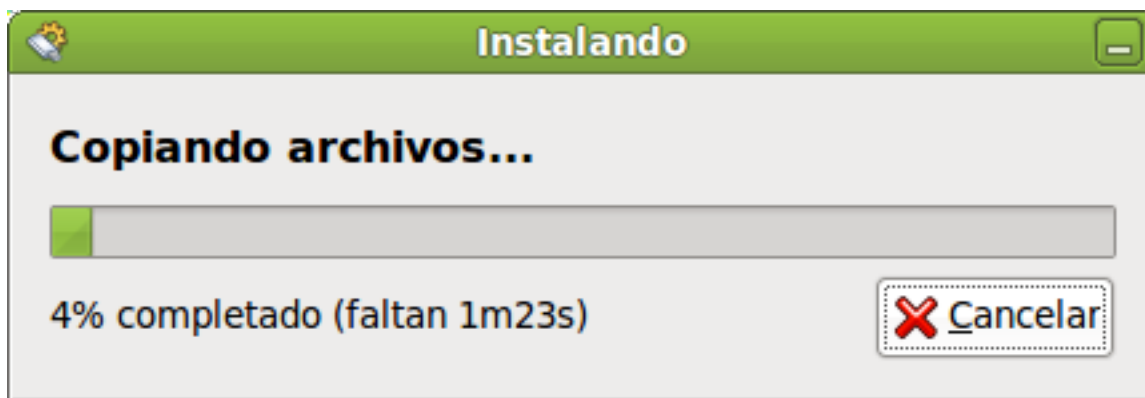 Instalando
Copiando archivos...
4% completado (faltan 1m23s)
Cancelar